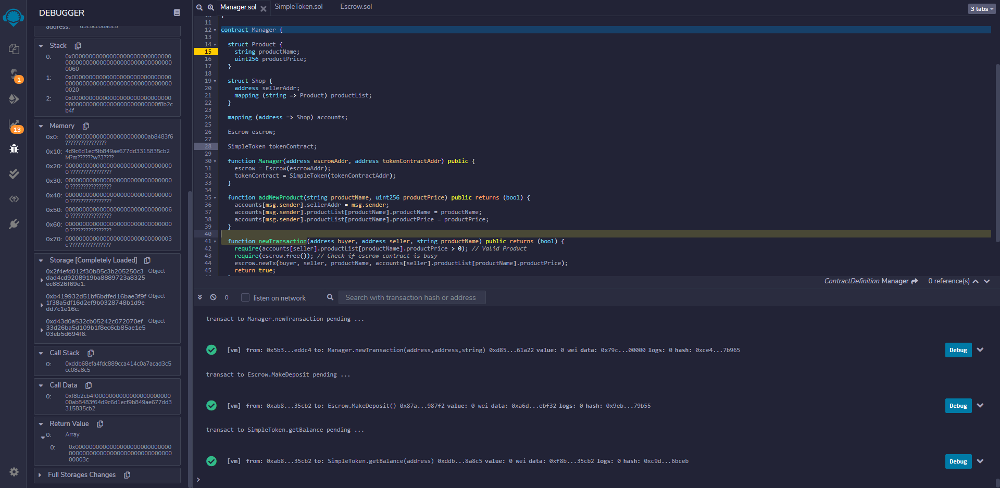 DEBUGGER
address: d3c5cc08a8c5
Stack
0: 0x00000000000000000000000000
00000000000000000000000000000000000
60
1: 0x00000000000000000000000000
00000000000000000000000000000000000
20
2: 0x00000000000000000000000000
00000000000000000000000000f8b2c
b4f
Memory
0x0: 000000000000000000000000ab8483f6
????????????????
0x10: 4d9c6d1ecf9b849ae677dd3315835cb2
M?m??????w?3????
0x20: 0000000000000000000000000000000
0 ????????????????
0x30: 0000000000000000000000000000000
0 ????????????????
0x40: 0000000000000000000000000000000
0 ????????????????
0x50: 0000000000000000000000000000006
0 ????????????????
0x60: 0000000000000000000000000000000
0 ????????????????
0x70: 0000000000000000000000000000003
c ????????????????
Storage [Completely Loaded]
0x2f4efd012f30b85c3b205250c3 Object
dad4cd9208919ba8889723a8325
ec6826f69e1:
0xb419932d51bf6bdfed16bae3f9f Object
1f38a5df16d2ef9b0328748b1d9e
dd7c1e16c:
0xd43d0a532cb05242c072070ef Object
33d26ba5d109b1f8ec6cb85ae1e5
03eb5d694f6:
Call Stack
0: 0xddb68efa4fdc889cca414c0a7acad3c5
cc08a8c5
Call Data
0: 0xf8b2cb4f000000000000000000000
00ab8483f64d9c6d1ecf9b849ae677dd3
315835cb2
Return Value
0: Array
0: 0x00000000000000000000000000
0000000000000000000000000000000000
00003c
Full Storages Changes
1
13
Manager.sol
SimpleToken.sol
Escrow.sol
3 tabs
11
12 contract Manager {
13
14 struct Product {
15 string productName;
16 uint256 productPrice;
17 }
18
19 struct Shop {
20 address sellerAddr;
21 mapping (string => Product) productList;
22 }
23
24 mapping (address => Shop) accounts;
25
26 Escrow escrow;
27
28 SimpleToken tokenContract;
29
30 function Manager(address escrowAddr, address tokenContractAddr) public {
31 escrow = Escrow(escrowAddr);
32 tokenContract = SimpleToken(tokenContractAddr);
33 }
34
35 function addNewProduct(string productName, uint256 productPrice) public returns (bool) {
36 accounts[msg.sender].sellerAddr = msg.sender;
37 accounts[msg.sender].productList[productName].productName = productName;
38 accounts[msg.sender].productList[productName].productPrice = productPrice;
39 }
40
41 function newTransaction(address buyer, address seller, string productName) public returns (bool) {
42 require(accounts[seller].productList[productName].productPrice > 0); // Valid Product
43 require(escrow.free()); // Check if escrow contract is busy
44 escrow.newTx(buyer, seller, productName, accounts[seller].productList[productName].productPrice);
45 return true;
ContractDefinition Manager 0 reference(s)
0 listen on network Search with transaction hash or address
transact to Manager.newTransaction pending ...
[vm] from: 0x5b3...eddc4 to: Manager.newTransaction(address,address,string) 0xd85...61a22 value: 0 wei data: 0x79c...00000 logs: 0 hash: 0xce4...7b965 Debug
transact to Escrow.MakeDeposit pending ...
[vm] from: 0xab8...35cb2 to: Escrow.MakeDeposit() 0x87a...987f2 value: 0 wei data: 0xa6d...ebf32 logs: 0 hash: 0x9eb...79b55 Debug
transact to SimpleToken.getBalance pending ...
[vm] from: 0xab8...35cb2 to: SimpleToken.getBalance(address) 0xddb...8a8c5 value: 0 wei data: 0xf8b...35cb2 logs: 0 hash: 0xc9d...6bceb Debug
>